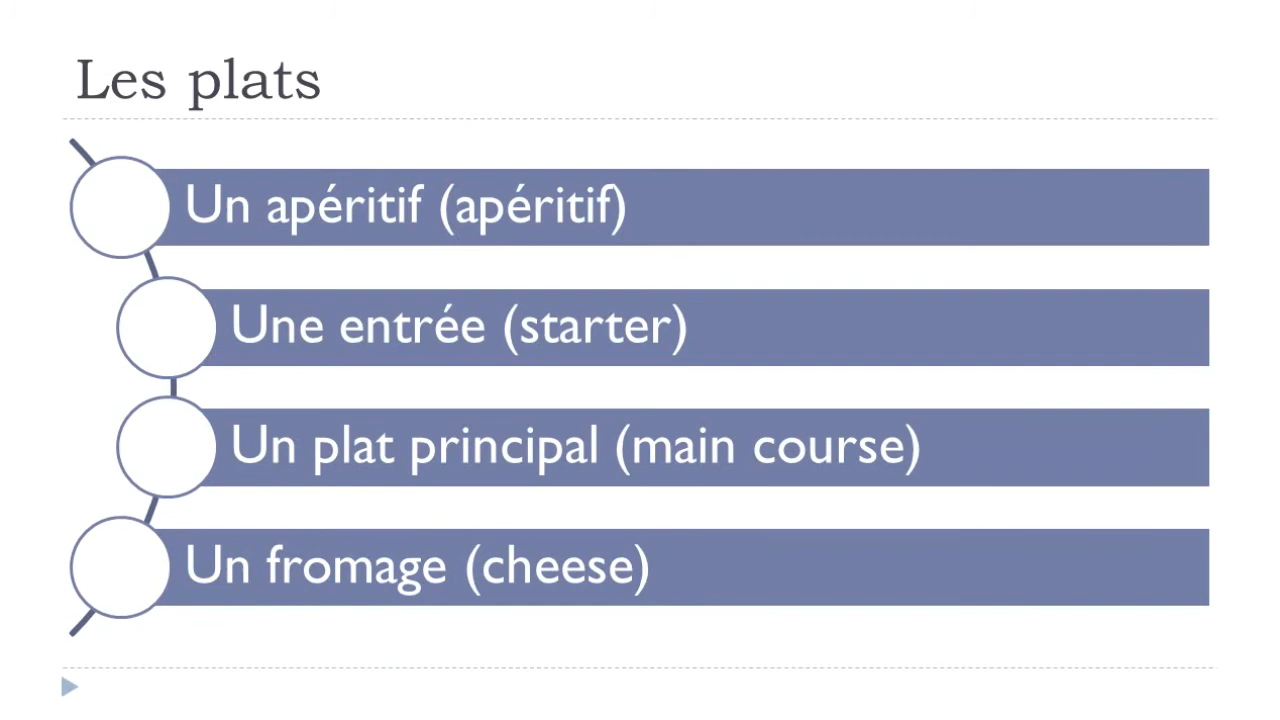 Les plats
Un apéritif (apéritif)
Une entrée (starter)
Un plat principal (main course)
Un fromage (cheese)